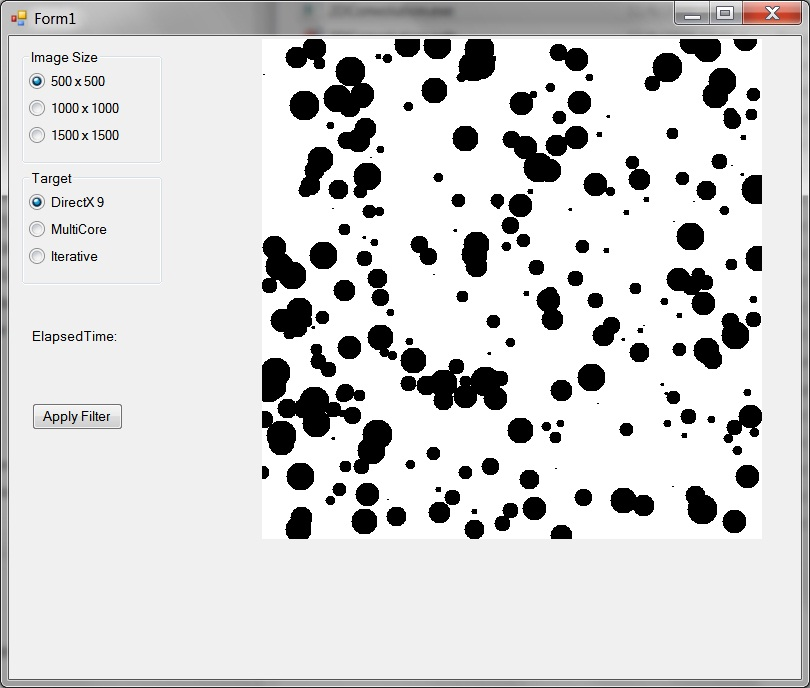 Form1
Image Size
500 x 500
1000 x 1000
1500 x 1500
Target
DirectX 9
MultiCore
Iterative
ElapsedTime:
Apply Filter